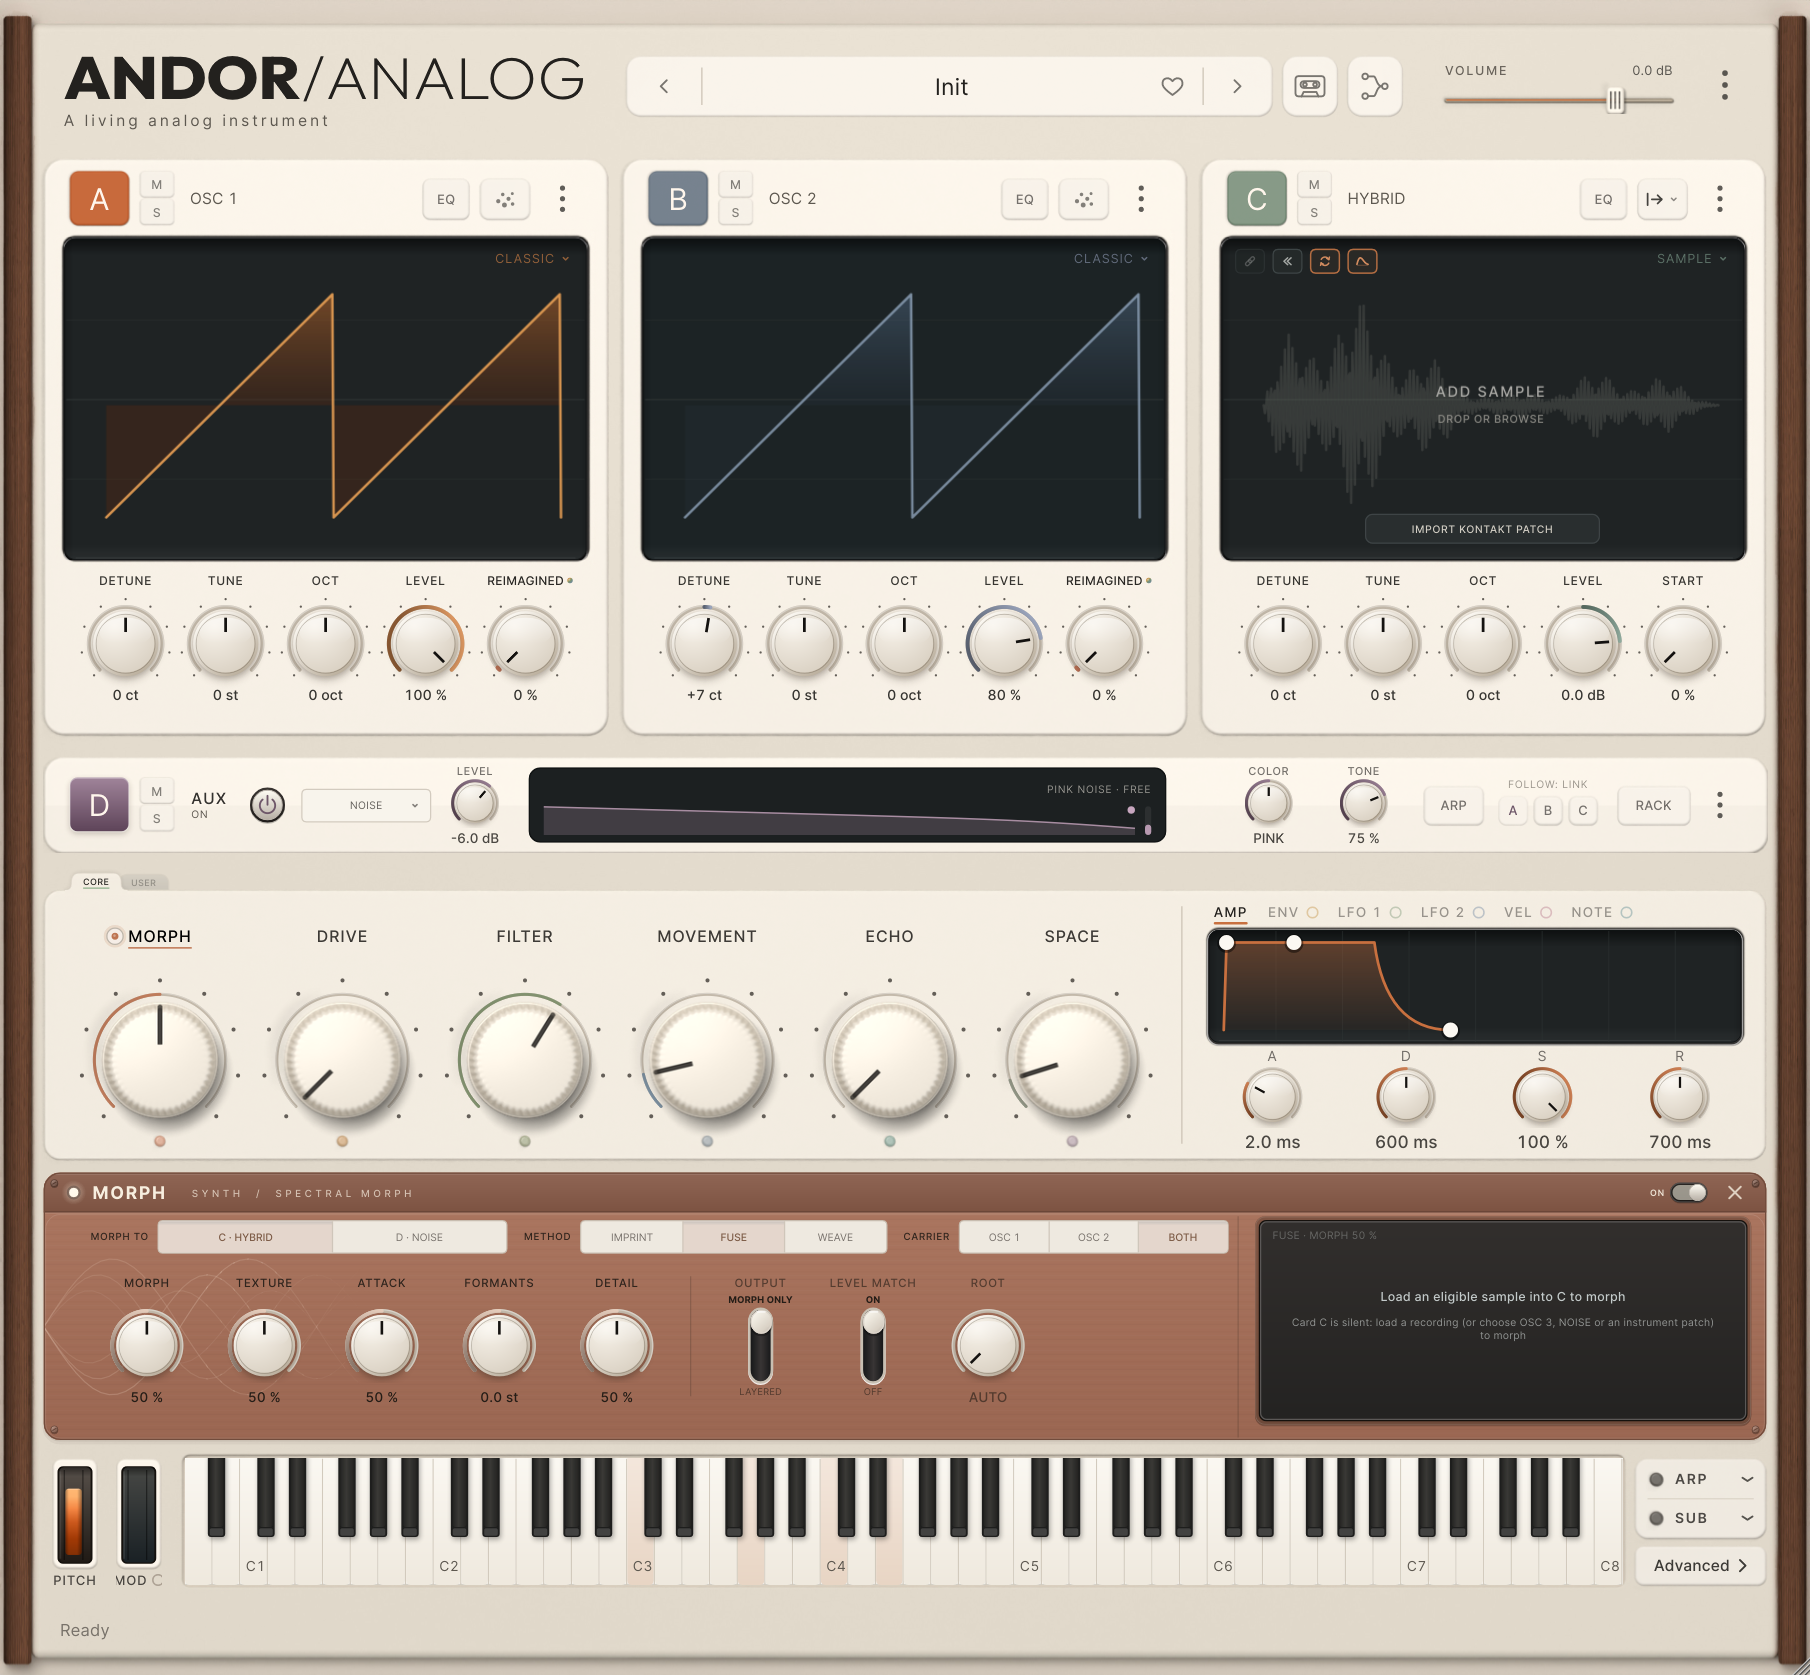 ANDOR/ANALOG
A living analog instrument
Init
VOLUME 0.0 dB
A M S OSC 1 EQ
CLASSIC
DETUNE TUNE OCT LEVEL REIMAGINED
0 ct 0 st 0 oct 100 % 0 %
B M S OSC 2 EQ
CLASSIC
DETUNE TUNE OCT LEVEL REIMAGINED
+7 ct 0 st 0 oct 80 % 0 %
C M S HYBRID EQ
SAMPLE
ADD SAMPLE
DROP OR BROWSE
IMPORT KONTAKT PATCH
DETUNE TUNE OCT LEVEL START
0 ct 0 st 0 oct 0.0 dB 0 %
D M S AUX
ON
NOISE
LEVEL
-6.0 dB
PINK NOISE · FREE
COLOR TONE
PINK 75 %
ARP
FOLLOW: LINK
A B C
RACK
CORE USER
MORPH DRIVE FILTER MOVEMENT ECHO SPACE
AMP ENV LFO 1 LFO 2 VEL NOTE
A D S R
2.0 ms 600 ms 100 % 700 ms
MORPH SYNTH / SPECTRAL MORPH ON
MORPH TO C · HYBRID D · NOISE METHOD IMPRINT FUSE WEAVE CARRIER OSC 1 OSC 2 BOTH
MORPH TEXTURE ATTACK FORMANTS DETAIL OUTPUT LEVEL MATCH ROOT
MORPH ONLY ON
LAYERED OFF
50 % 50 % 50 % 0.0 st 50 % AUTO
FUSE · MORPH 50 %
Load an eligible sample into C to morph
Card C is silent: load a recording (or choose OSC 3, NOISE or an instrument patch)
to morph
PITCH MOD
C1 C2 C3 C4 C5 C6 C7 C8
ARP
SUB
Advanced
Ready